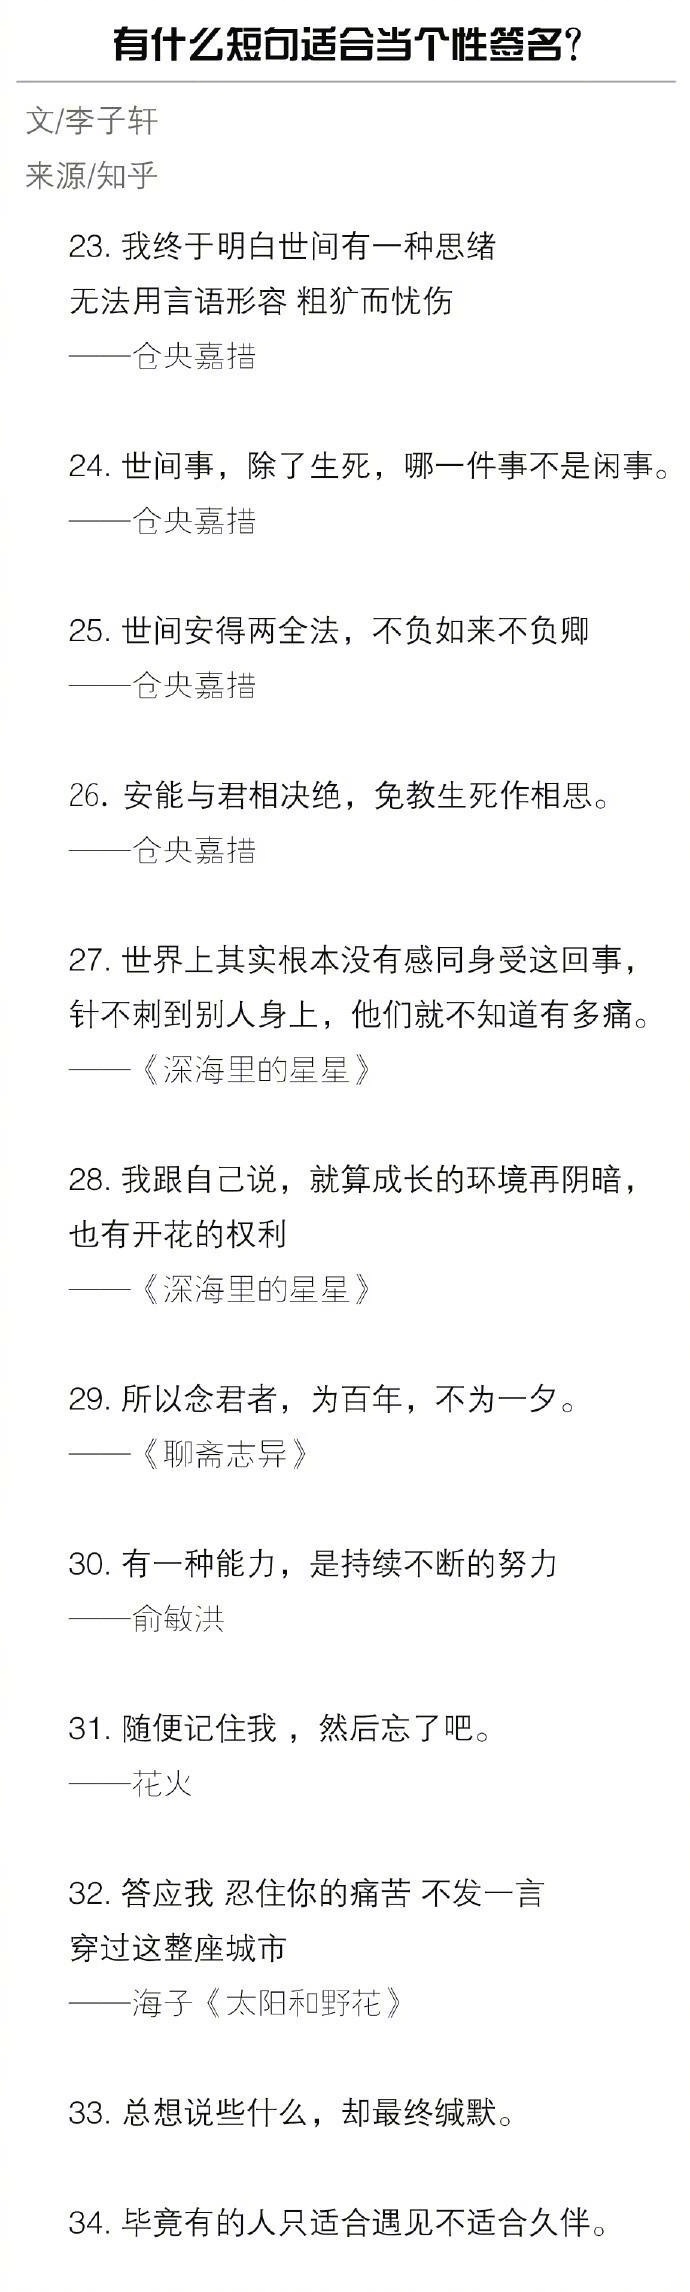 有什么短句适合当个性签名？
文/李子轩
来源/知乎
23. 我终于明白世间有一种思绪
无法用言语形容 粗犷而忧伤
——仓央嘉措
24. 世间事，除了生死，哪一件事不是闲事。
——仓央嘉措
25. 世间安得两全法，不负如来不负卿
——仓央嘉措
26. 安能与君相决绝，免教生死作相思。
——仓央嘉措
27. 世界上其实根本没有感同身受这回事，
针不刺到别人身上，他们就不知道有多痛。
——《深海里的星星》
28. 我跟自己说，就算成长的环境再阴暗，
也有开花的权利
——《深海里的星星》
29. 所以念君者，为百年，不为一夕。
——《聊斋志异》
30. 有一种能力，是持续不断的努力
——俞敏洪
31. 随便记住我 ，然后忘了吧。
——花火
32. 答应我 忍住你的痛苦 不发一言
穿过这整座城市
——海子《太阳和野花》
33. 总想说些什么，却最终缄默。
34. 毕竟有的人只适合遇见不适合久伴。